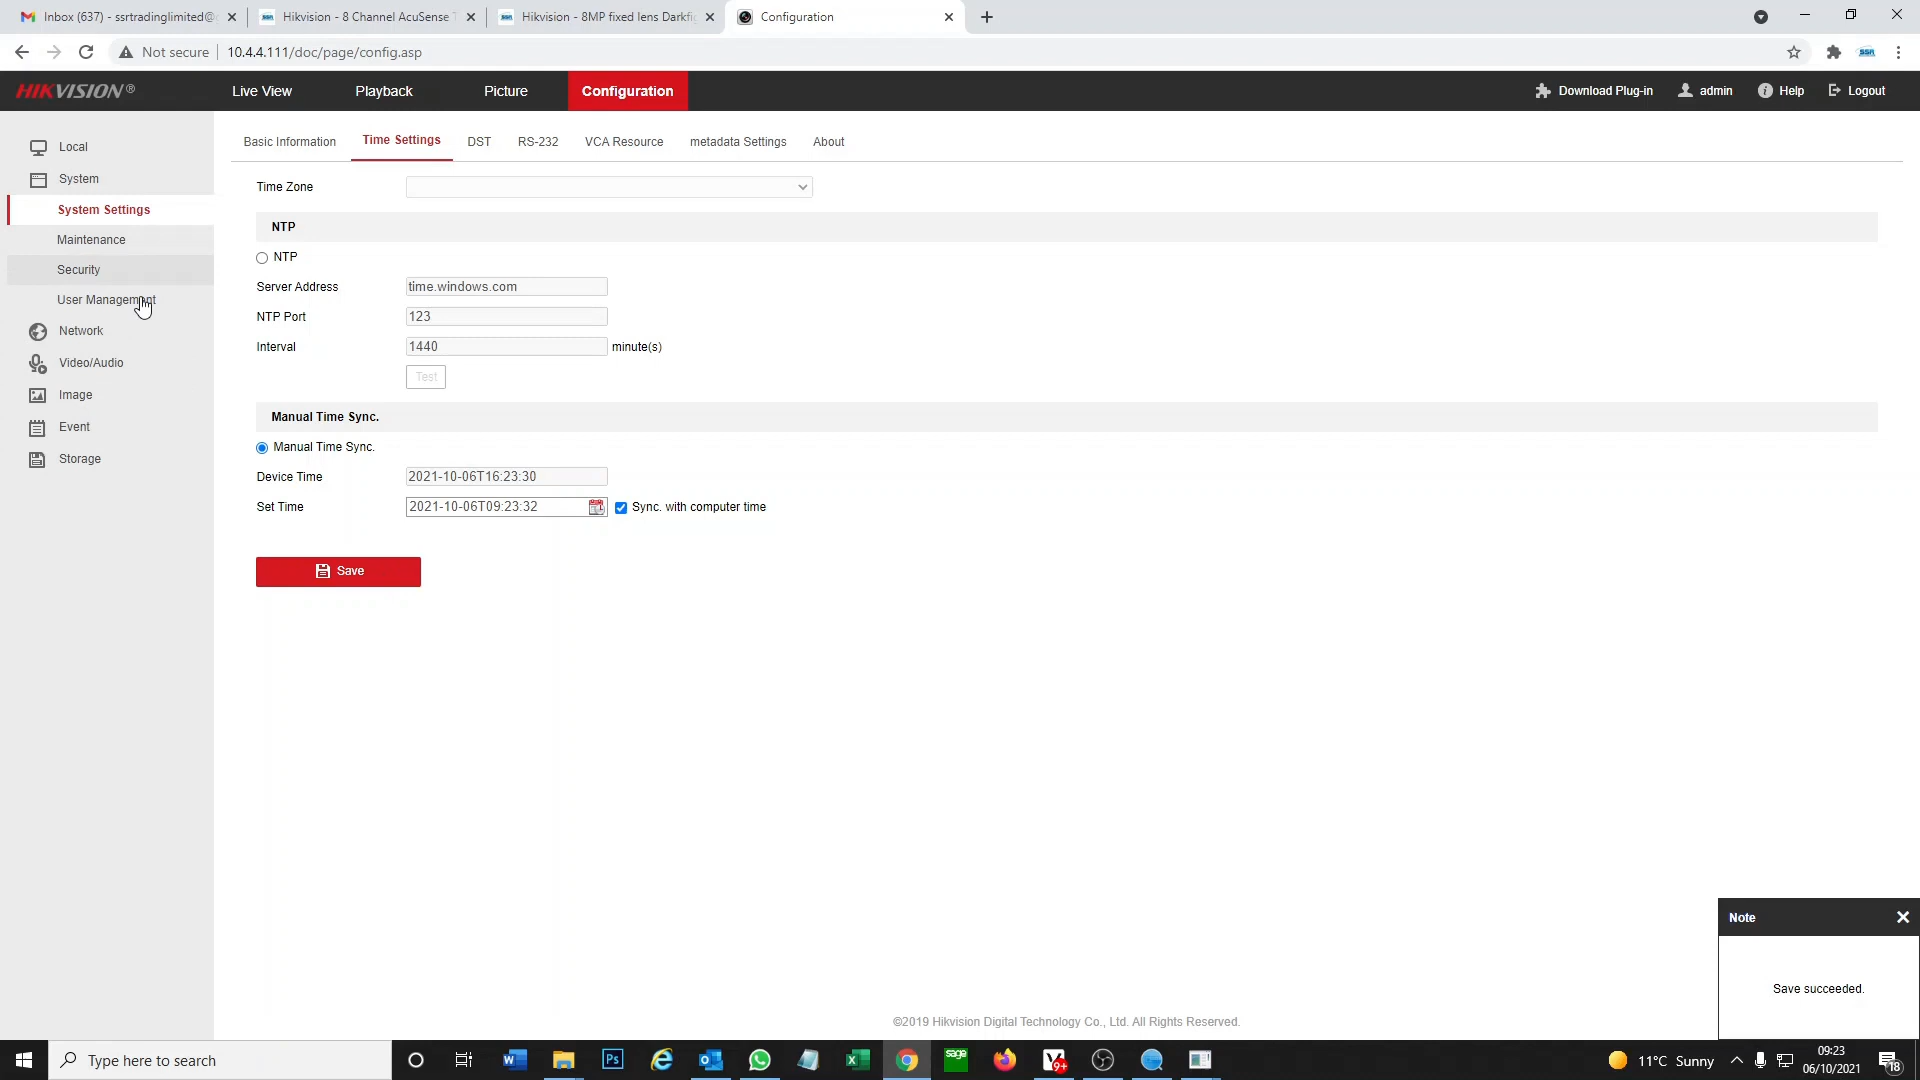 Inbox (637) - ssrtradinglimited@
Hikvision - 8 Channel AcuSense T
Hikvision - 8MP fixed lens Darkfi
Configuration
Not secure
10.4.4.111/doc/page/config.asp
SSR
HIKVISION®
Live View
Playback
Picture
Configuration
Download Plug-in
admin
Help
Logout
Local
System
System Settings
Maintenance
Security
User Management
Network
Video/Audio
Image
Event
Storage
Basic Information
Time Settings
DST
RS-232
VCA Resource
metadata Settings
About
Time Zone
NTP
NTP
Server Address
time.windows.com
NTP Port
123
Interval
1440
minute(s)
Test
Manual Time Sync.
Manual Time Sync.
Device Time
2021-10-06T16:23:30
Set Time
2021-10-06T09:23:32
Sync. with computer time
Save
Note
Save succeeded.
©2019 Hikvision Digital Technology Co., Ltd. All Rights Reserved.
Type here to search
Ps
sage
9+
11°C Sunny
09:23
06/10/2021
18